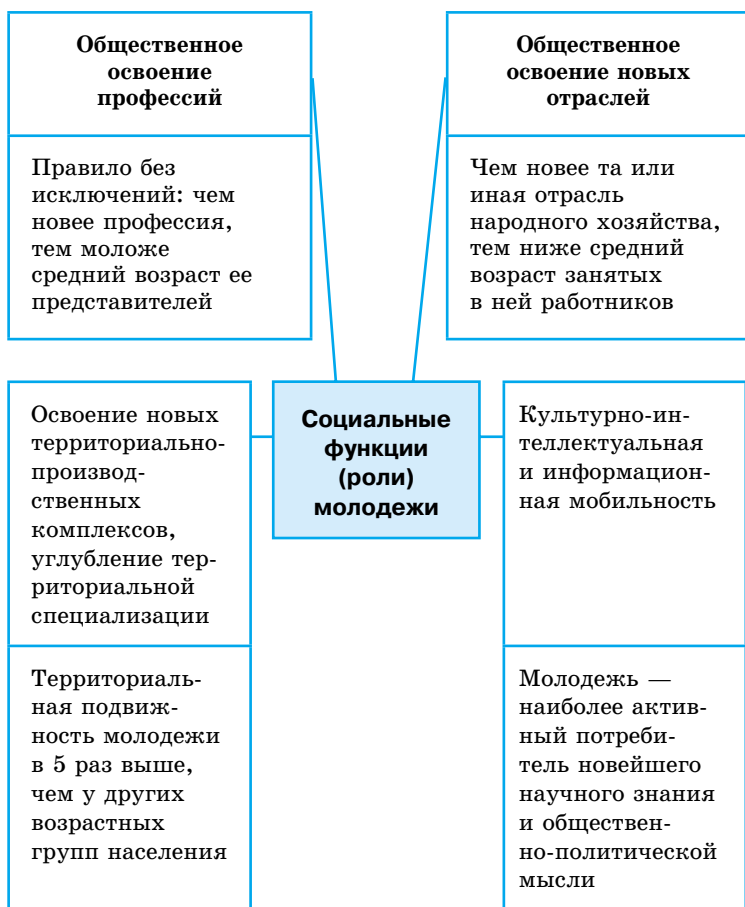 Общественное
освоение
профессий
Правило без
исключений: чем
новее профессия,
тем моложе
средний возраст ее
представителей
Общественное
освоение новых
отраслей
Чем новее та или
иная отрасль
народного хозяйства,
тем ниже средний
возраст занятых
в ней работников
Социальные
функции
(роли)
молодежи
Освоение новых
территориально-
производ-
ственных
комплексов,
углубление тер-
риториальной
специализации
Территориаль-
ная подвиж-
ность молодежи
в 5 раз выше,
чем у других
возрастных
групп населения
Культурно-ин-
теллектуальная
и информацион-
ная мобильность
Молодежь —
наиболее актив-
ный потреби-
тель новейшего
научного знания
и обществен-
но-политической
мысли